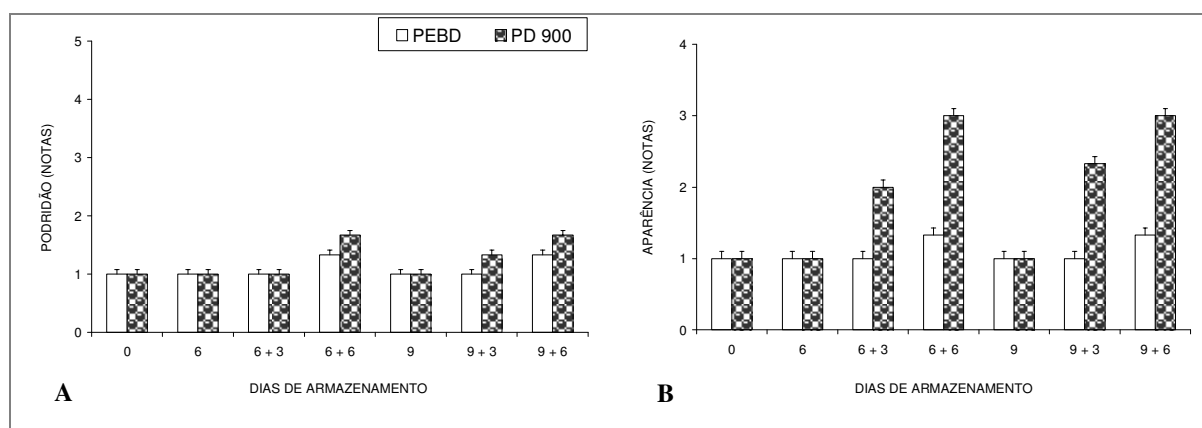 PEBD PD 900
PODRIDÃO (NOTAS)
5
4
3
2
1
0
0 6 6 + 3 6 + 6 9 9 + 3 9 + 6
DIAS DE ARMAZENAMENTO
A
APARÊNCIA (NOTAS)
4
3
2
1
0
0 6 6 + 3 6 + 6 9 9 + 3 9 + 6
DIAS DE ARMAZENAMENTO
B